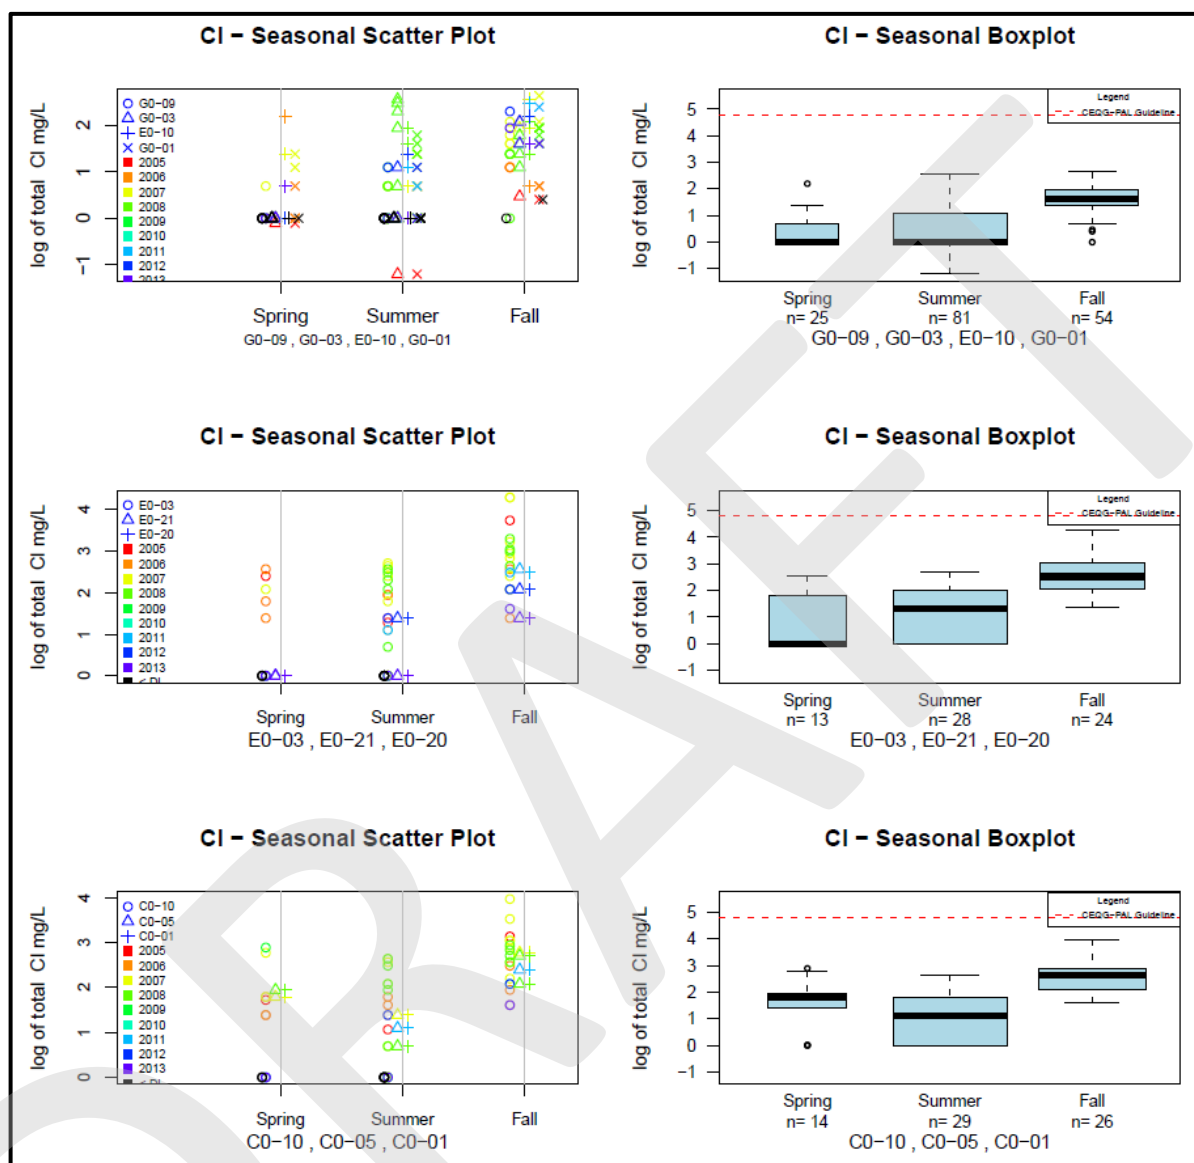 Cl − Seasonal Scatter Plot
log of total Cl mg/L
2
1
0
−1
G0−09
G0−03
E0−10
G0−01
2005
2006
2007
2008
2009
2010
2011
2012
2013
Spring
Summer
Fall
G0−09 , G0−03 , E0−10 , G0−01
Cl − Seasonal Boxplot
log of total Cl mg/L
5
4
3
2
1
0
−1
Legend
CEQG−PAL Guideline
Spring
Summer
Fall
n= 25
n= 81
n= 54
G0−09 , G0−03 , E0−10 , G0−01
Cl − Seasonal Scatter Plot
log of total Cl mg/L
4
3
2
1
0
E0−03
E0−21
E0−20
2005
2006
2007
2008
2009
2010
2011
2012
2013
< DL
Spring
Summer
Fall
E0−03 , E0−21 , E0−20
Cl − Seasonal Boxplot
log of total Cl mg/L
5
4
3
2
1
0
−1
Legend
CEQG−PAL Guideline
Spring
Summer
Fall
n= 13
n= 28
n= 24
E0−03 , E0−21 , E0−20
Cl − Seasonal Scatter Plot
log of total Cl mg/L
4
3
2
1
0
C0−10
C0−05
C0−01
2005
2006
2007
2008
2009
2010
2011
2012
2013
< DL
Spring
Summer
Fall
C0−10 , C0−05 , C0−01
Cl − Seasonal Boxplot
log of total Cl mg/L
5
4
3
2
1
0
−1
Legend
CEQG−PAL Guideline
Spring
Summer
Fall
n= 14
n= 29
n= 26
C0−10 , C0−05 , C0−01
DRAFT